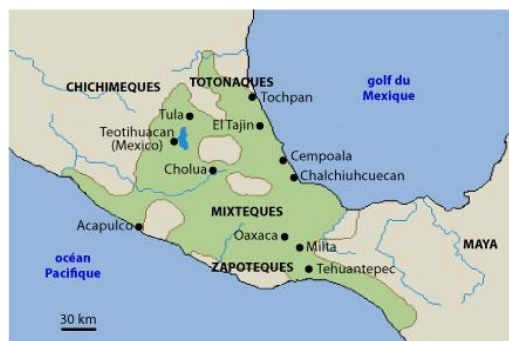 CHICHIMEQUES
TOTONAQUES
golf du
Mexique
Tochpan
Tula
El Tajin
Teotihuacan
(Mexico)
Cempoala
Cholua
Chalchiuhcuecan
MIXTEQUES
Acapulco
Oaxaca
Milta
MAYA
océan
Pacifique
ZAPOTEQUES
Tehuantepec
30 km